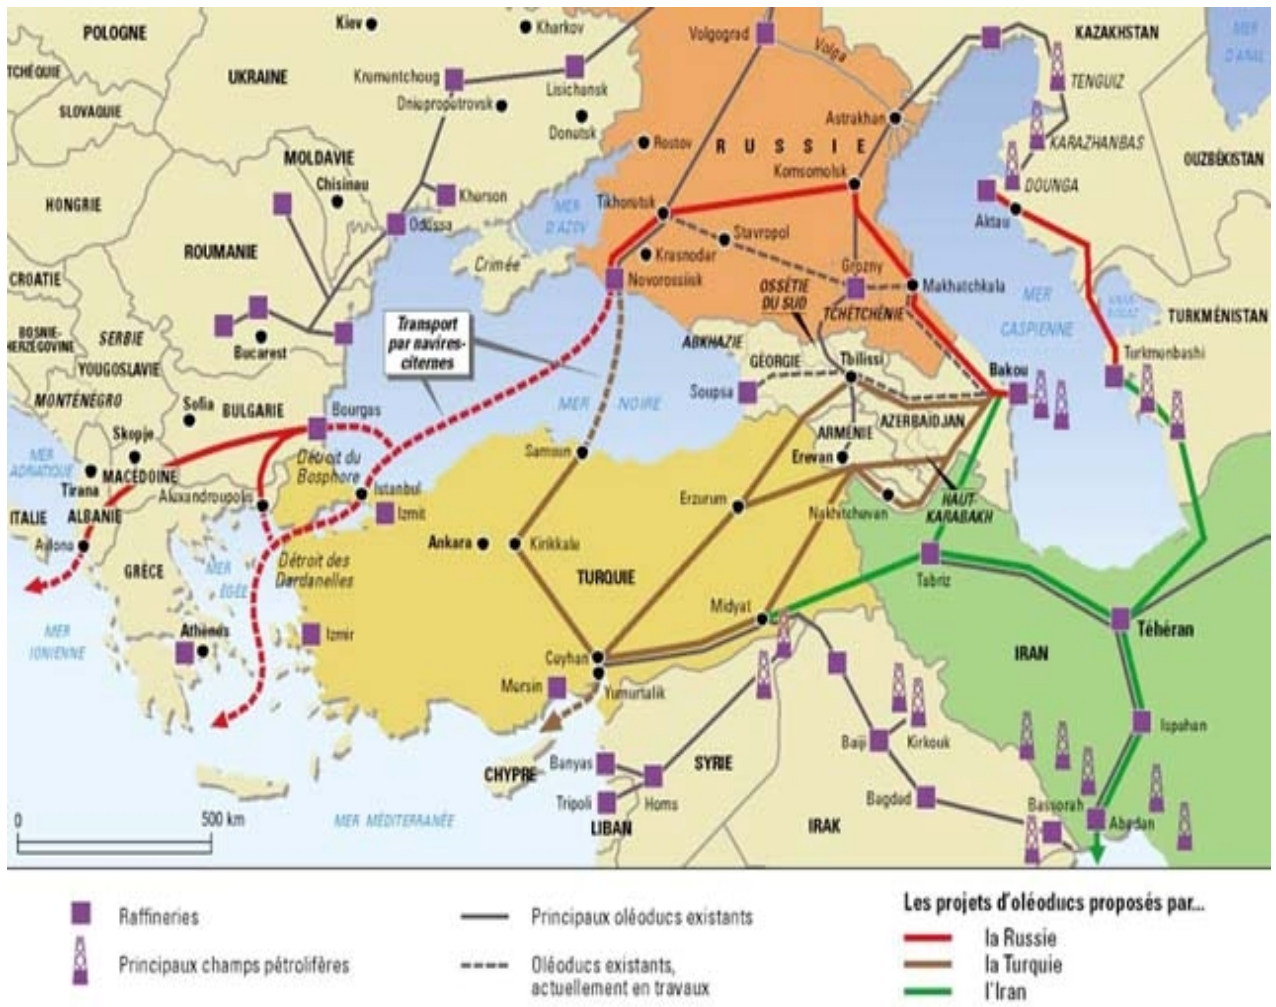 POLOGNE
Kiev
Kharkov
Volgograd
Volga
KAZAKHSTAN
MER
D'ARAL
TCHÉQUIE
UKRAINE
Krementchoug
Lisichansk
TENGUIZ
SLOVAQUIE
Dniepropetrovsk
Donetsk
Astrakhan
KARAZHANBAS
Rostov
RUSSIE
OUZBÉKISTAN
MOLDAVIE
Chisinau
Komsomolsk
DOUNGA
HONGRIE
Kherson
MER
D'AZOV
Tikhoretsk
Aktau
Odessa
Stavropol
ROUMANIE
Crimée
Krasnodar
Grozny
CROATIE
Novorossiisk
OSSÉTIE
DU SUD
Makhatchkala
MER
CASPIENNE
TURKMÉNISTAN
BOSNIE-
HERZÉGOVINE
SERBIE
Transport
par navires-
citernes
TCHÉTCHÉNIE
Bucarest
ABKHAZIE
YOUGOSLAVIE
GÉORGIE
Tbilissi
Turkmenbashi
Bakou
MONTÉNÉGRO
Sofia
BULGARIE
Bourgas
MER NOIRE
Soupsa
AZERBAÏDJAN
Skopje
ARMÉNIE
MER
ADRIATIQUE
MACÉDOINE
Détroit du
Bosphore
Samsun
Erevan
Tirana
Alexandroupolis
Istanbul
Erzurum
Nakhitchevan
HAUT-
KARABAKH
ITALIE
ALBANIE
Izmit
Avlona
Ankara
Kirikkale
GRÈCE
MER
ÉGÉE
Détroit des
Dardanelles
TURQUIE
Tabriz
Midyat
MER
IONIENNE
Athènes
Izmir
Téhéran
Ceyhan
IRAN
Mersin
Yumurtalik
Ispahan
Baiji
Kirkouk
CHYPRE
Banyas
SYRIE
Tripoli
Homs
Bagdad
Bassorah
Abadan
0
500 km
MER MÉDITERRANÉE
LIBAN
IRAK
Raffineries
Principaux champs pétrolifères
Principaux oléoducs existants
Oléoducs existants,
actuellement en travaux
Les projets d'oléoducs proposés par...
la Russie
la Turquie
l'Iran